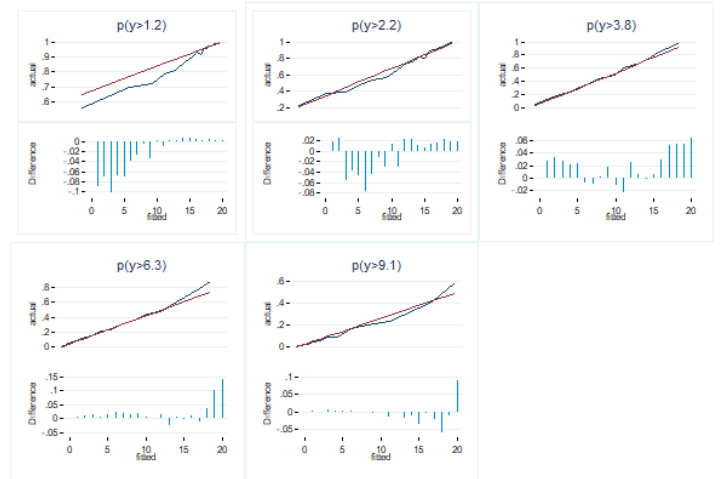 p(y>1.2)
1
.9
.8
.7
.6
actual
0
-.02
-.04
-.06
-.08
-.1
Difference
0 5 10 15 20
fitted
p(y>2.2)
1
.8
.6
.4
.2
actual
.02
0
-.02
-.04
-.06
-.08
Difference
0 5 10 15 20
fitted
p(y>3.8)
1
.8
.6
.4
.2
0
actual
.06
.04
.02
0
-.02
Difference
0 5 10 15 20
fitted
p(y>6.3)
.8
.6
.4
.2
0
actual
.15
.1
.05
0
-.05
Difference
0 5 10 15 20
fitted
p(y>9.1)
.6
.4
.2
0
actual
.1
.05
0
-.05
Difference
0 5 10 15 20
fitted